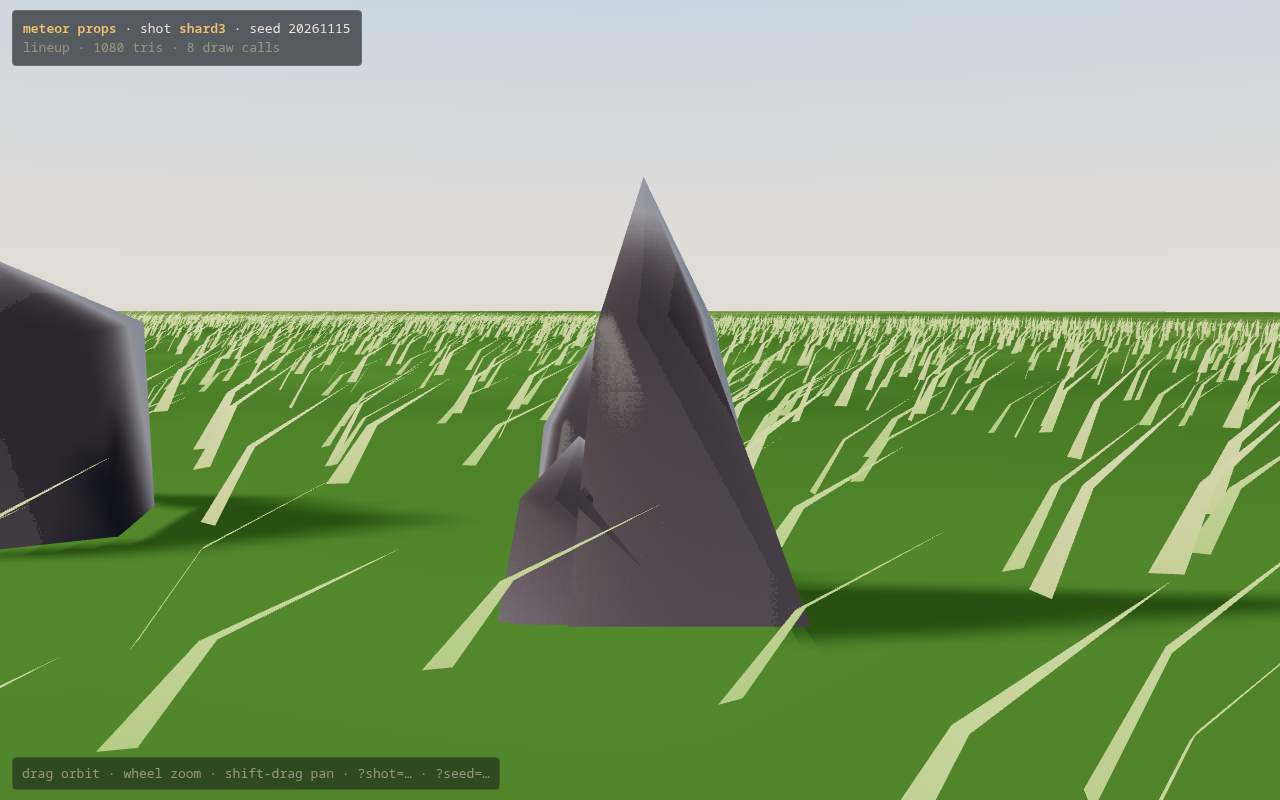 meteor props · shot shard3 · seed 20261115
lineup · 1080 tris · 8 draw calls
drag orbit · wheel zoom · shift-drag pan · ?shot=… · ?seed=…